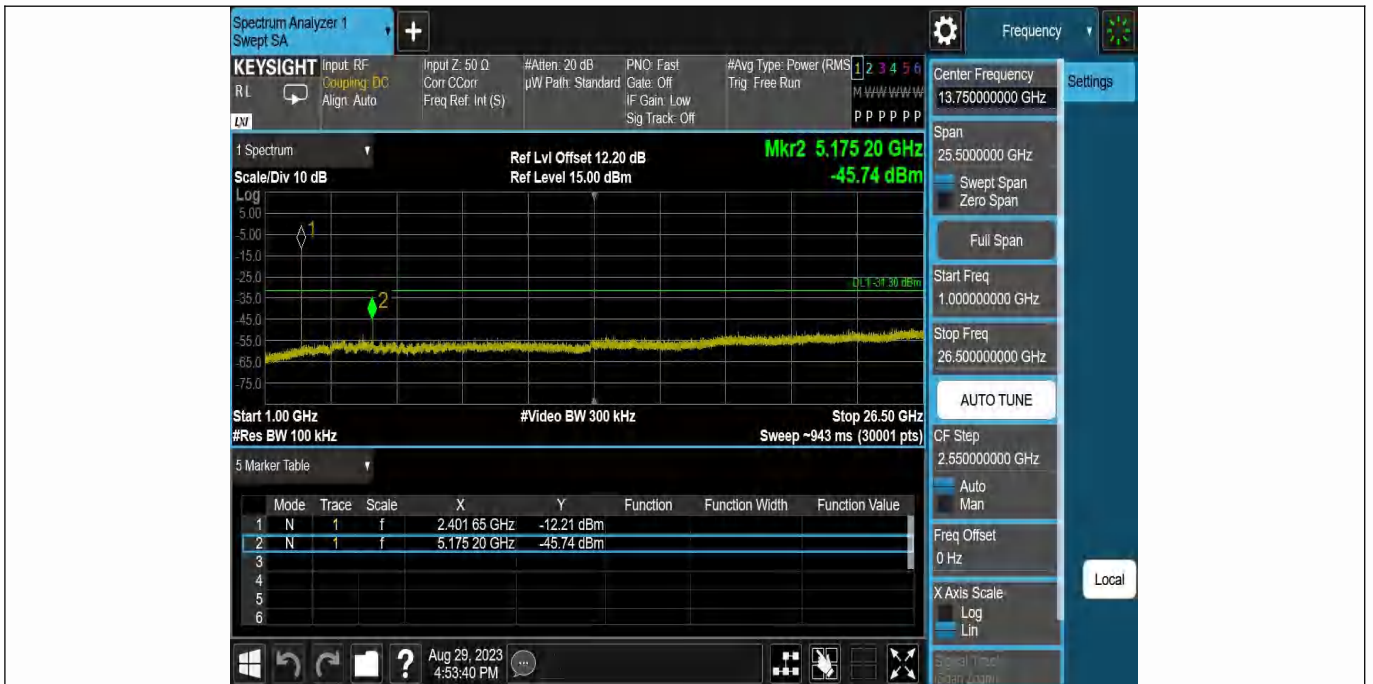 Spectrum Analyzer 1
Swept SA
+
Frequency
KEYSIGHT
RL
LXI
Input: RF
Coupling: DC
Align: Auto
Input Z: 50 Ω
Corr CCorr
Freq Ref: Int (S)
#Atten: 20 dB
µW Path: Standard
PNO: Fast
Gate: Off
IF Gain: Low
Sig Track: Off
#Avg Type: Power (RMS
Trig: Free Run
1 2 3 4 5 6
M W W W W W
P P P P P P
1 Spectrum
Scale/Div 10 dB
Ref Lvl Offset 12.20 dB
Ref Level 15.00 dBm
Mkr2 5.175 20 GHz
-45.74 dBm
Log
5.00
-5.00
-15.0
-25.0
-35.0
-45.0
-55.0
-65.0
-75.0
1
2
DL1 -31.30 dBm
Start 1.00 GHz
#Video BW 300 kHz
Stop 26.50 GHz
#Res BW 100 kHz
Sweep ~943 ms (30001 pts)
5 Marker Table
Mode Trace Scale X Y Function Function Width Function Value
1 N 1 f 2.401 65 GHz -12.21 dBm
2 N 1 f 5.175 20 GHz -45.74 dBm
3
4
5
6
Center Frequency
13.750000000 GHz
Settings
Span
25.5000000 GHz
Swept Span
Zero Span
Full Span
Start Freq
1.000000000 GHz
Stop Freq
26.500000000 GHz
AUTO TUNE
CF Step
2.550000000 GHz
Auto
Man
Freq Offset
0 Hz
X Axis Scale
Log
Lin
Signal Track
(Span Zoom)
Local
?
Aug 29, 2023
4:53:40 PM